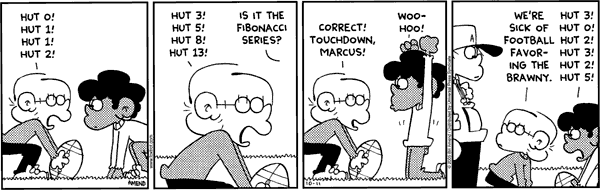 HUT 0!
HUT 1!
HUT 1!
HUT 2!
AMEND
HUT 3!
HUT 5!
HUT 8!
HUT 13!
IS IT THE
FIBONACCI
SERIES?
CORRECT!
TOUCHDOWN,
MARCUS!
10-11
WOO-
HOO!
WE'RE
SICK OF
FOOTBALL
FAVOR-
ING THE
BRAWNY.
HUT 3!
HUT 0!
HUT 3!
HUT 2!
HUT 5!